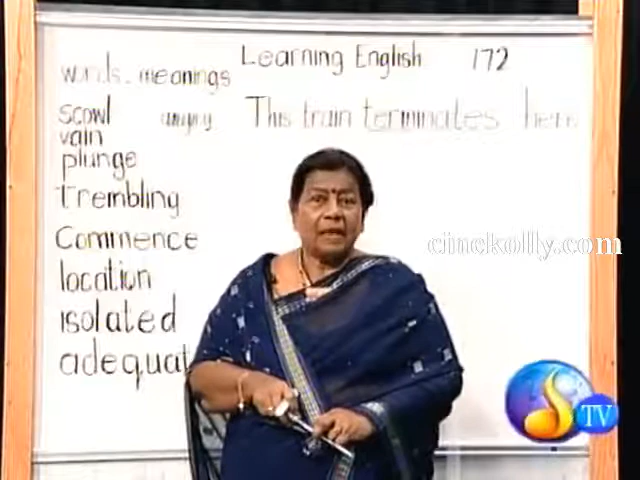 Learning English 172
words - meanings
scowl angry This train terminates here
vain
plunge
trembling
Commence
location
isolated
adequat
cinekolly.com
TV